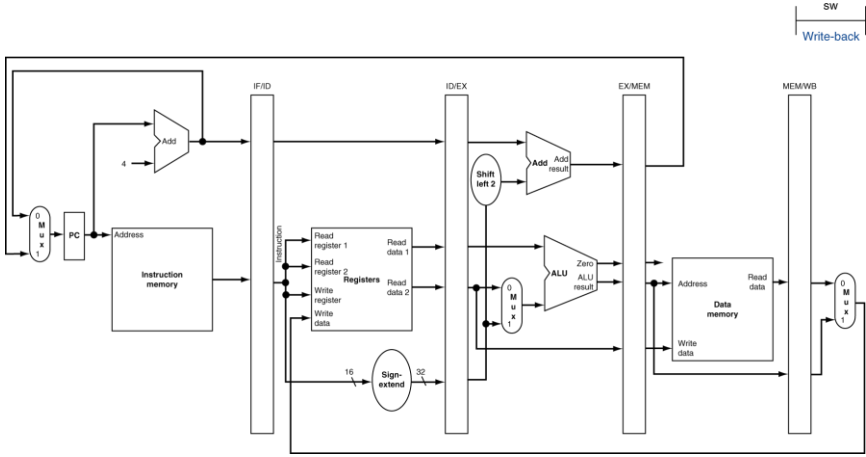 SW
Write-back
IF/ID
ID/EX
EX/MEM
MEM/WB
Add
4
Add
Add
result
Shift
left 2
0
M
u
x
1
PC
Address
Instruction
memory
Instruction
Read
register 1
Read
register 2
Write
register
Write
data
Registers
Read
data 1
Read
data 2
0
M
u
x
1
Zero
ALU
ALU
result
Address
Read
data
Data
memory
Write
data
0
M
u
x
1
16
Sign-
extend
32